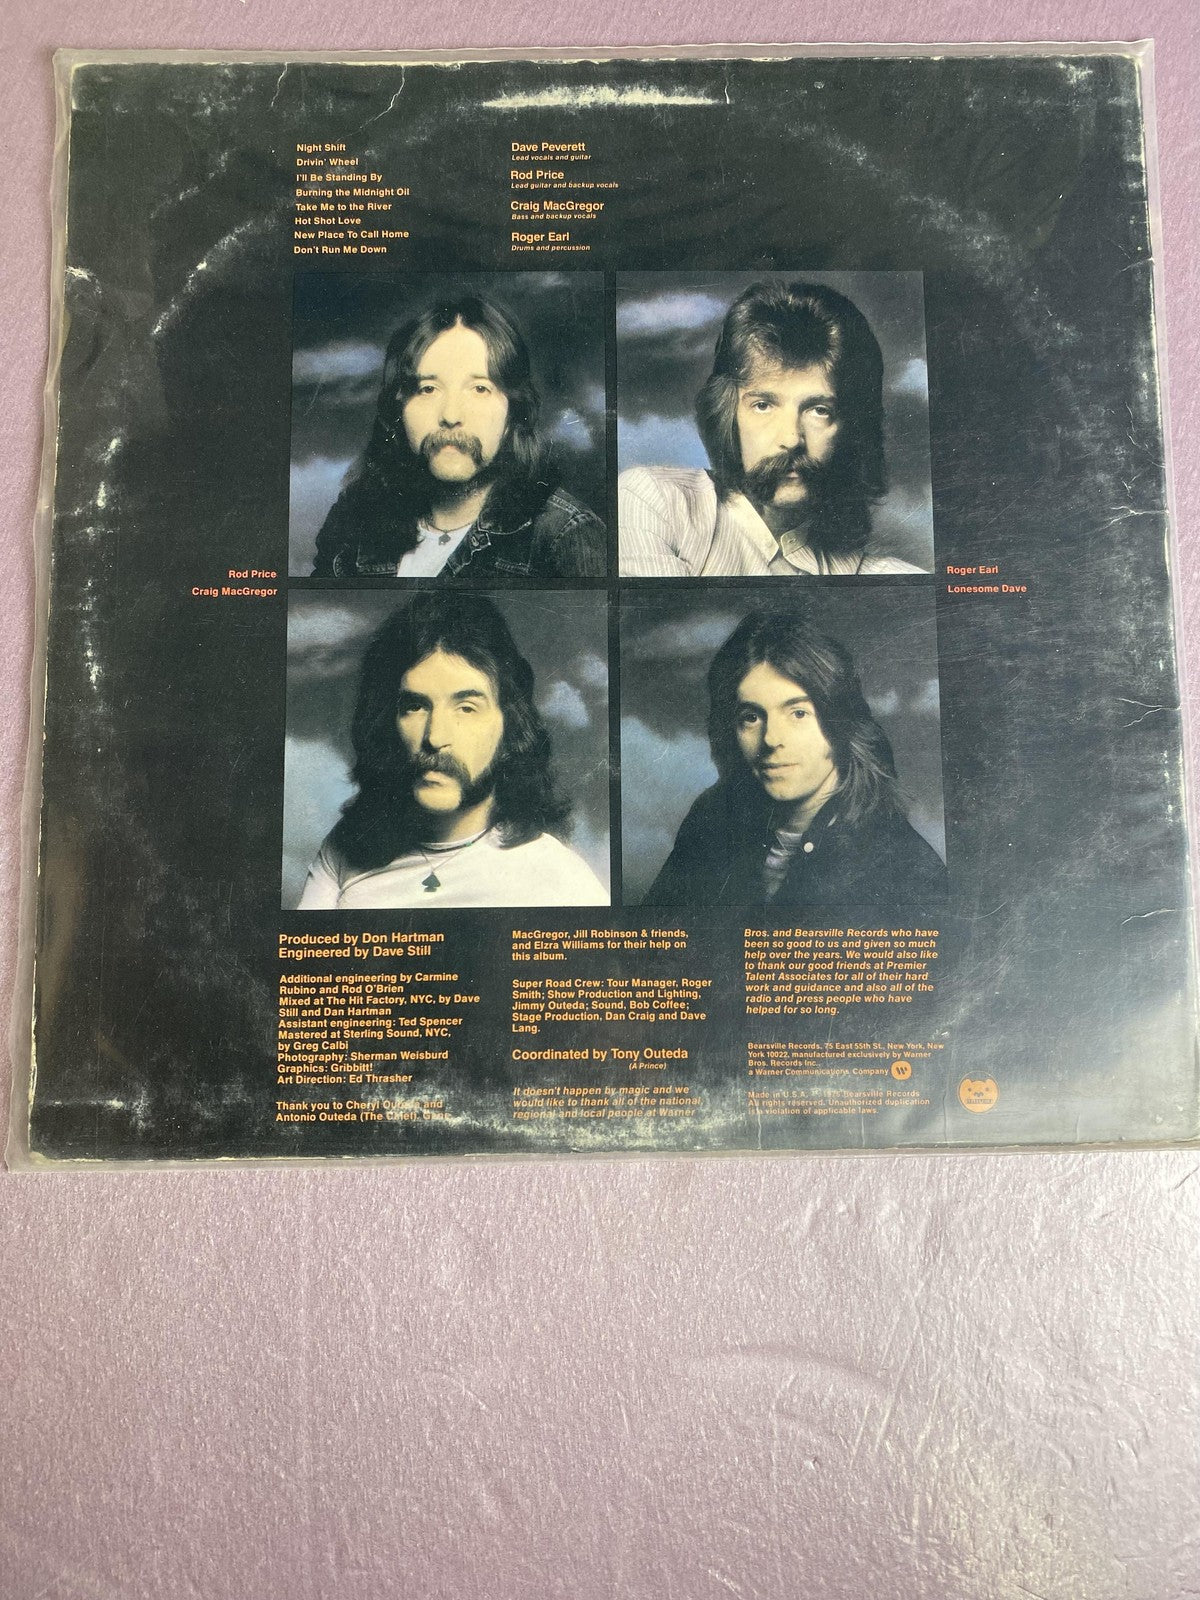 Night Shift
Drivin' Wheel
I'll Be Standing By
Burning the Midnight Oil
Take Me to the River
Hot Shot Love
New Place To Call Home
Don't Run Me Down
Dave Peverett
Lead vocals and guitar
Rod Price
Lead guitar and backup vocals
Craig MacGregor
Bass and backup vocals
Roger Earl
Drums and percussion
Rod Price
Craig MacGregor
Roger Earl
Lonesome Dave
Produced by Don Hartman
Engineered by Dave Still
Additional engineering by Carmine
Rubino and Rod O'Brien
Mixed at The Hit Factory, NYC, by Dave
Still and Dan Hartman
Assistant engineering: Ted Spencer
Mastered at Sterling Sound, NYC,
by Greg Calbi
Photography: Sherman Weisburd
Graphics: Gribbitt!
Art Direction: Ed Thrasher
Thank you to Cheryl Outeda and
Antonio Outeda (The Chief),
MacGregor, Jill Robinson & friends,
and Elzra Williams for their help on
this album.
Super Road Crew: Tour Manager, Roger
Smith; Show Production and Lighting,
Jimmy Outeda; Sound, Bob Coffee;
Stage Production, Dan Craig and Dave
Lang.
Coordinated by Tony Outeda
(A Prince)
It doesn't happen by magic and we
would like to thank all of the national,
regional and local people at Warner
Bros. and Bearsville Records who have
been so good to us and given so much
help over the years. We would also like
to thank our good friends at Premier
Talent Associates for all of their hard
work and guidance and also all of the
radio and press people who have
helped for so long.
Bearsville Records, 75 East 55th St., New York, New
York 10022, manufactured exclusively by Warner
Bros. Records Inc.,
a Warner Communications Company
Made in U.S.A. ℗ 1976 Bearsville Records
All rights reserved. Unauthorized duplication
is a violation of applicable laws.